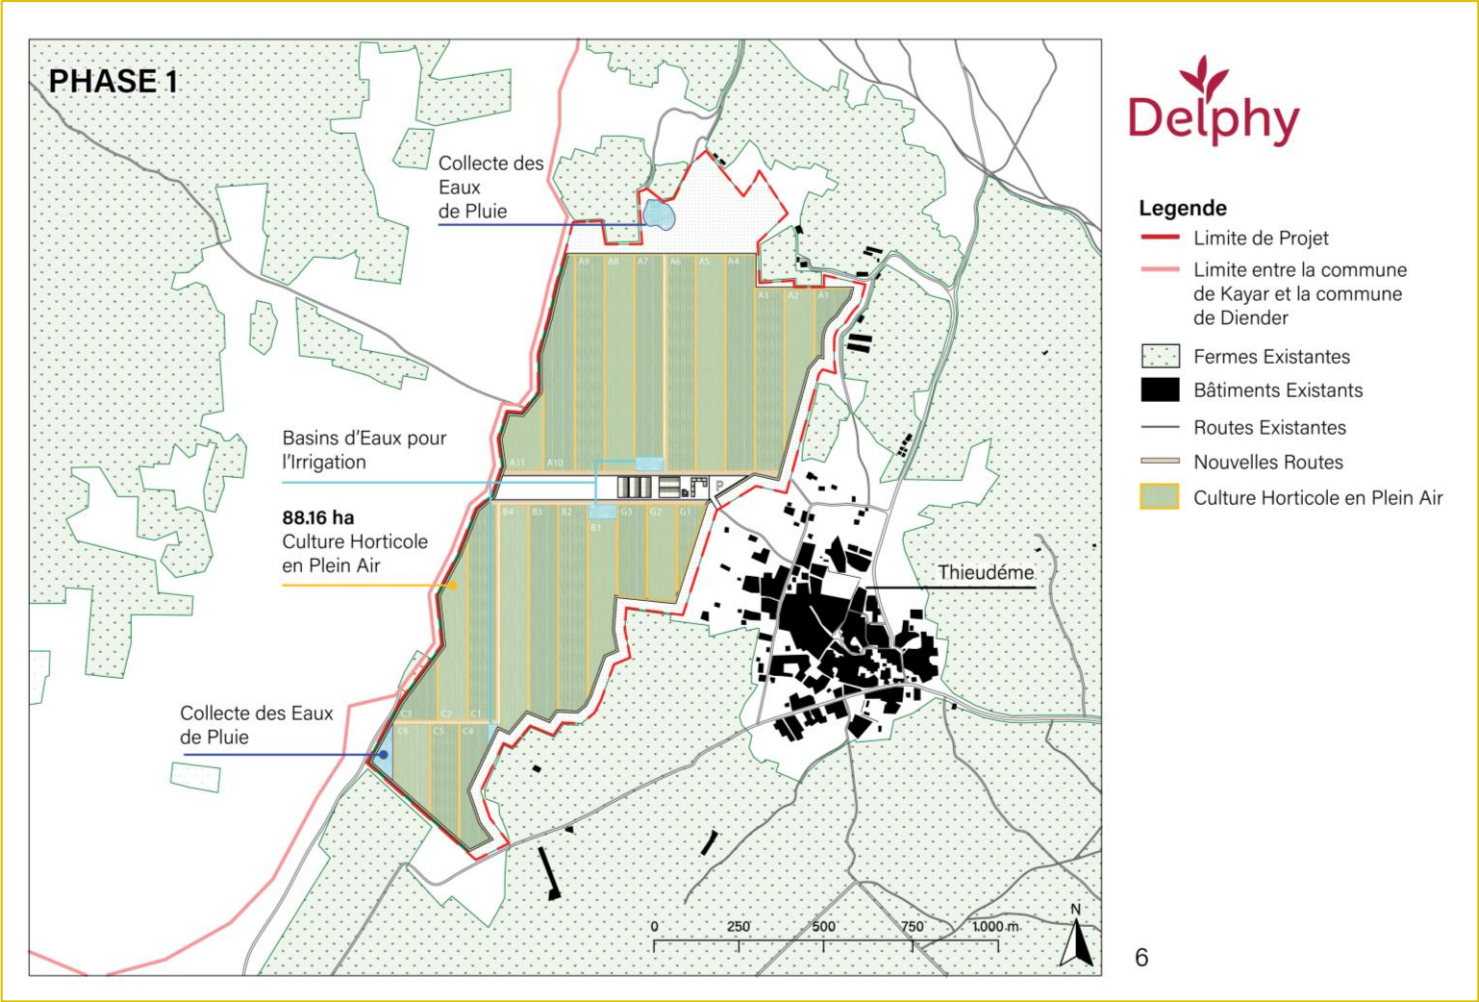 PHASE 1
Collecte des
Eaux
de Pluie
A9
A8
A7
A6
A5
A4
A3
A2
A1
Basins d'Eaux pour
l'Irrigation
A11
A10
P
88.16 ha
Culture Horticole
en Plein Air
B4
B3
B2
B1
G3
G2
G1
Thieudéme
Collecte des Eaux
de Pluie
C3
C2
C1
C6
C5
C4
0
250
500
750
1.000 m
N
Delphy
Legende
Limite de Projet
Limite entre la commune
de Kayar et la commune
de Diender
Fermes Existantes
Bâtiments Existants
Routes Existantes
Nouvelles Routes
Culture Horticole en Plein Air
6